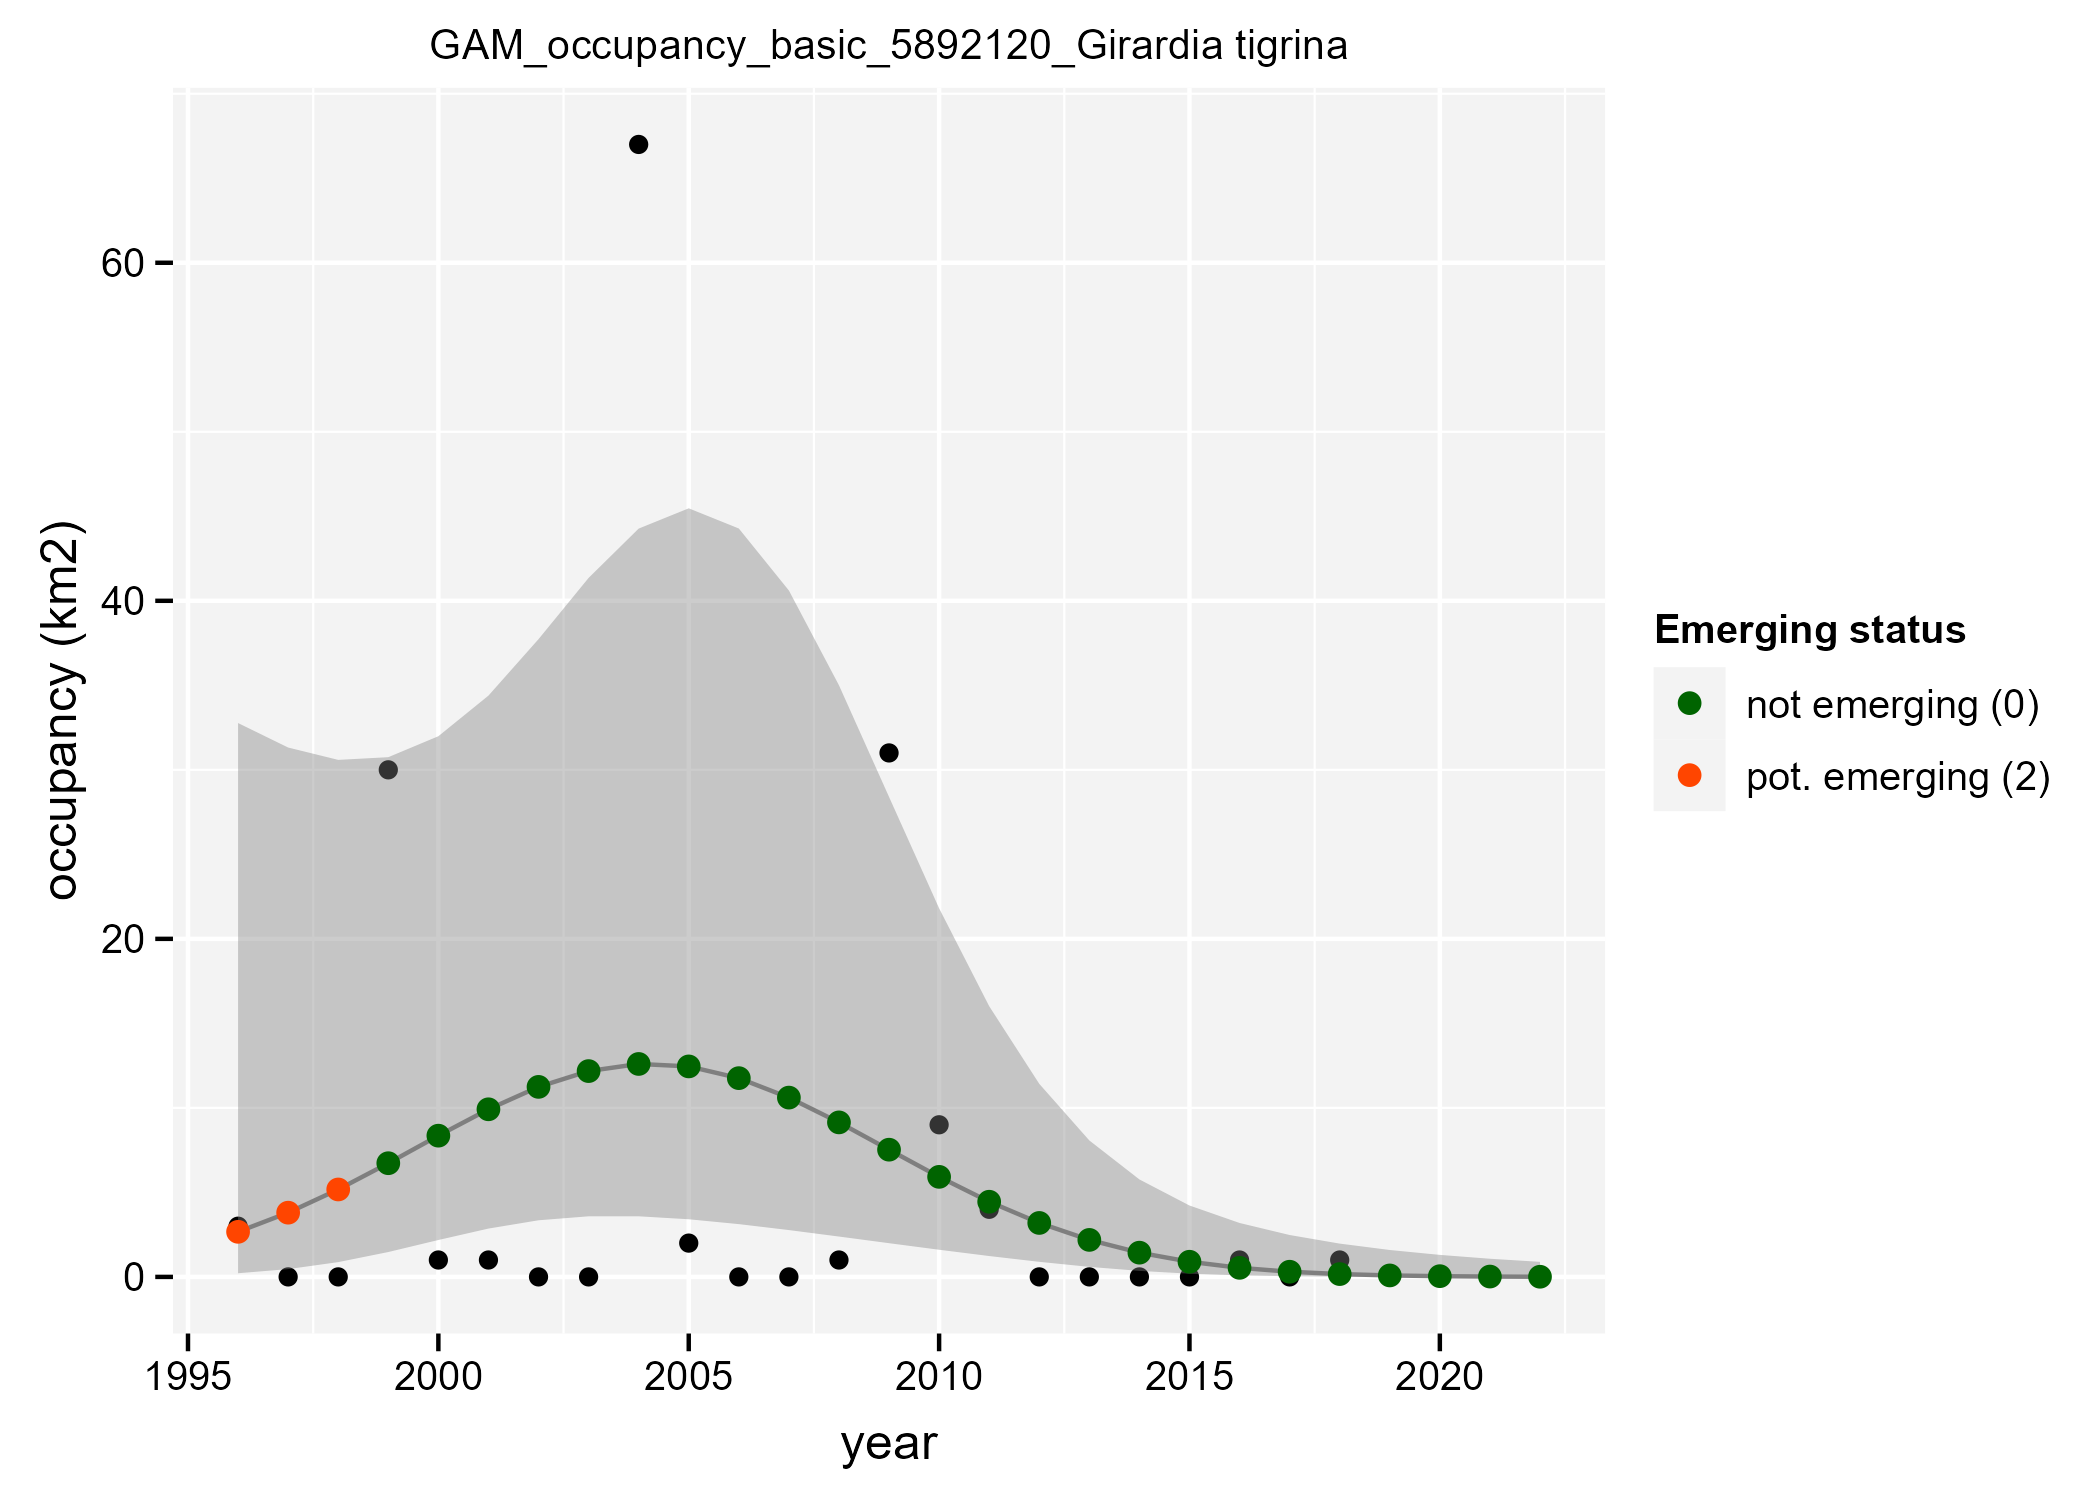 GAM_occupancy_basic_5892120_Girardia tigrina
occupancy (km2)
60
40
20
0
1995 2000 2005 2010 2015 2020
year
Emerging status
not emerging (0)
pot. emerging (2)